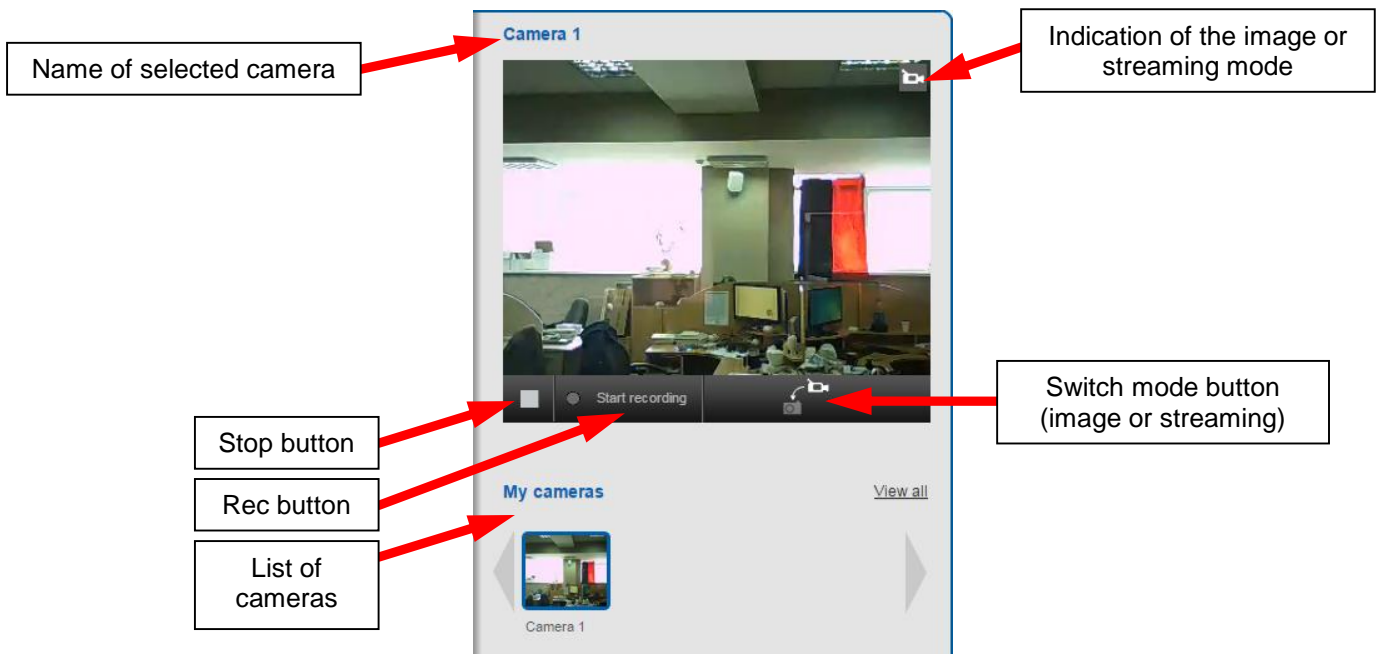 Camera 1
Indication of the image or
streaming mode
Name of selected camera
Start recording
Switch mode button
(image or streaming)
Stop button
Rec button
My cameras
View all
List of
cameras
Camera 1